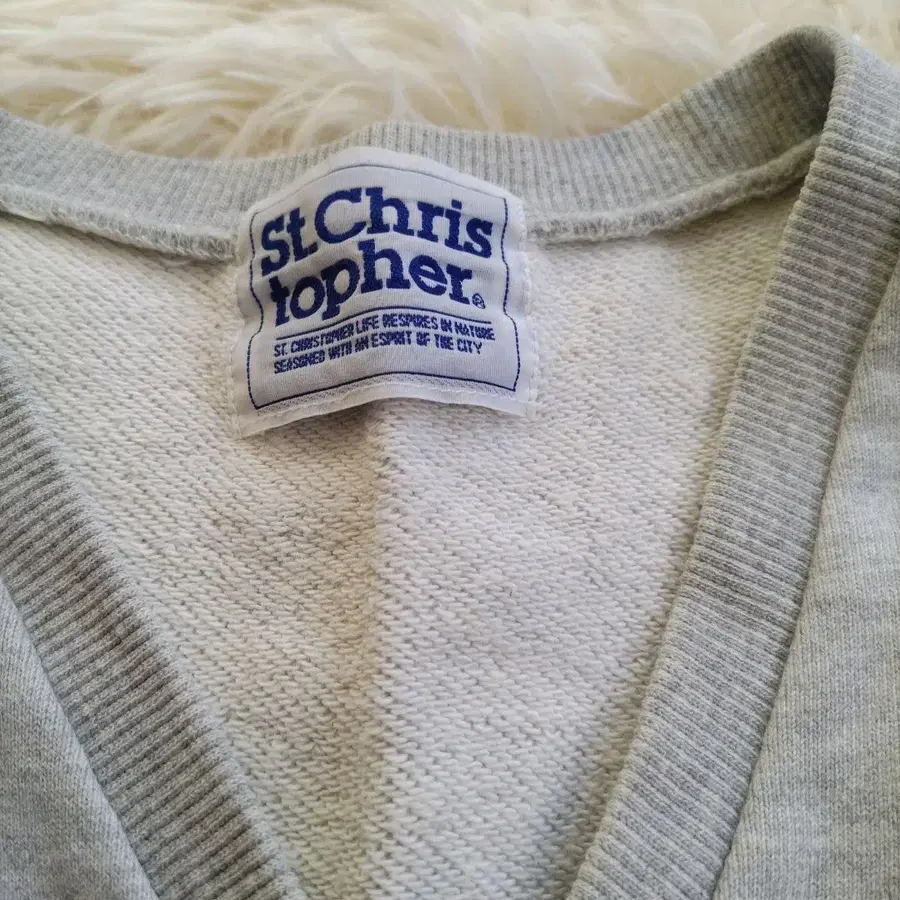 St.Chris
topher®
ST. CHRISTOPHER LIFE RESPIRES IN NATURE
SEASONED WITH AN ESPRIT OF THE CITY